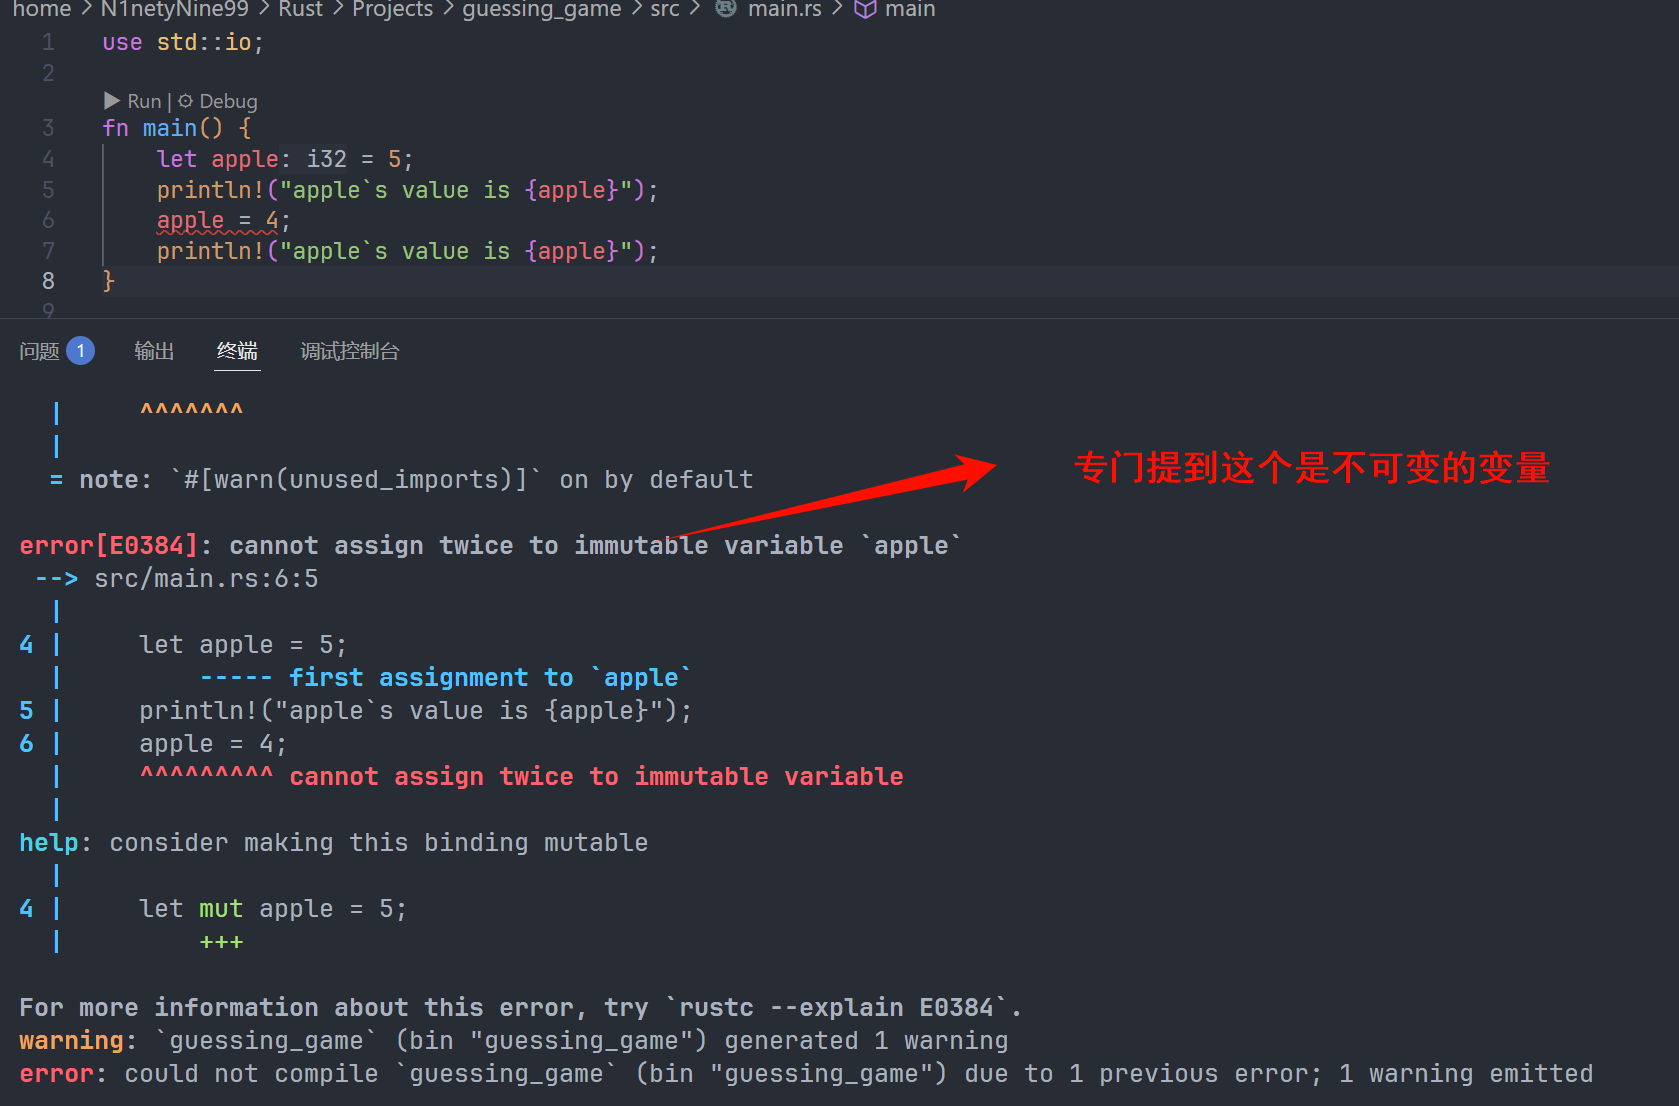 home > N1netyNine99 > Rust > Projects > guessing_game > src > main.rs > main
1 use std::io;
2
Run | Debug
3 fn main() {
4 let apple: i32 = 5;
5 println!("apple`s value is {apple}");
6 apple = 4;
7 println!("apple`s value is {apple}");
8 }
9
问题 1 输出 终端 调试控制台
| ^^^^^^^
|
= note: `#[warn(unused_imports)]` on by default
专门提到这个是不可变的变量
error[E0384]: cannot assign twice to immutable variable `apple`
--> src/main.rs:6:5
|
4 | let apple = 5;
| ----- first assignment to `apple`
5 | println!("apple`s value is {apple}");
6 | apple = 4;
| ^^^^^^^^^ cannot assign twice to immutable variable
|
help: consider making this binding mutable
|
4 | let mut apple = 5;
| +++
For more information about this error, try `rustc --explain E0384`.
warning: `guessing_game` (bin "guessing_game") generated 1 warning
error: could not compile `guessing_game` (bin "guessing_game") due to 1 previous error; 1 warning emitted